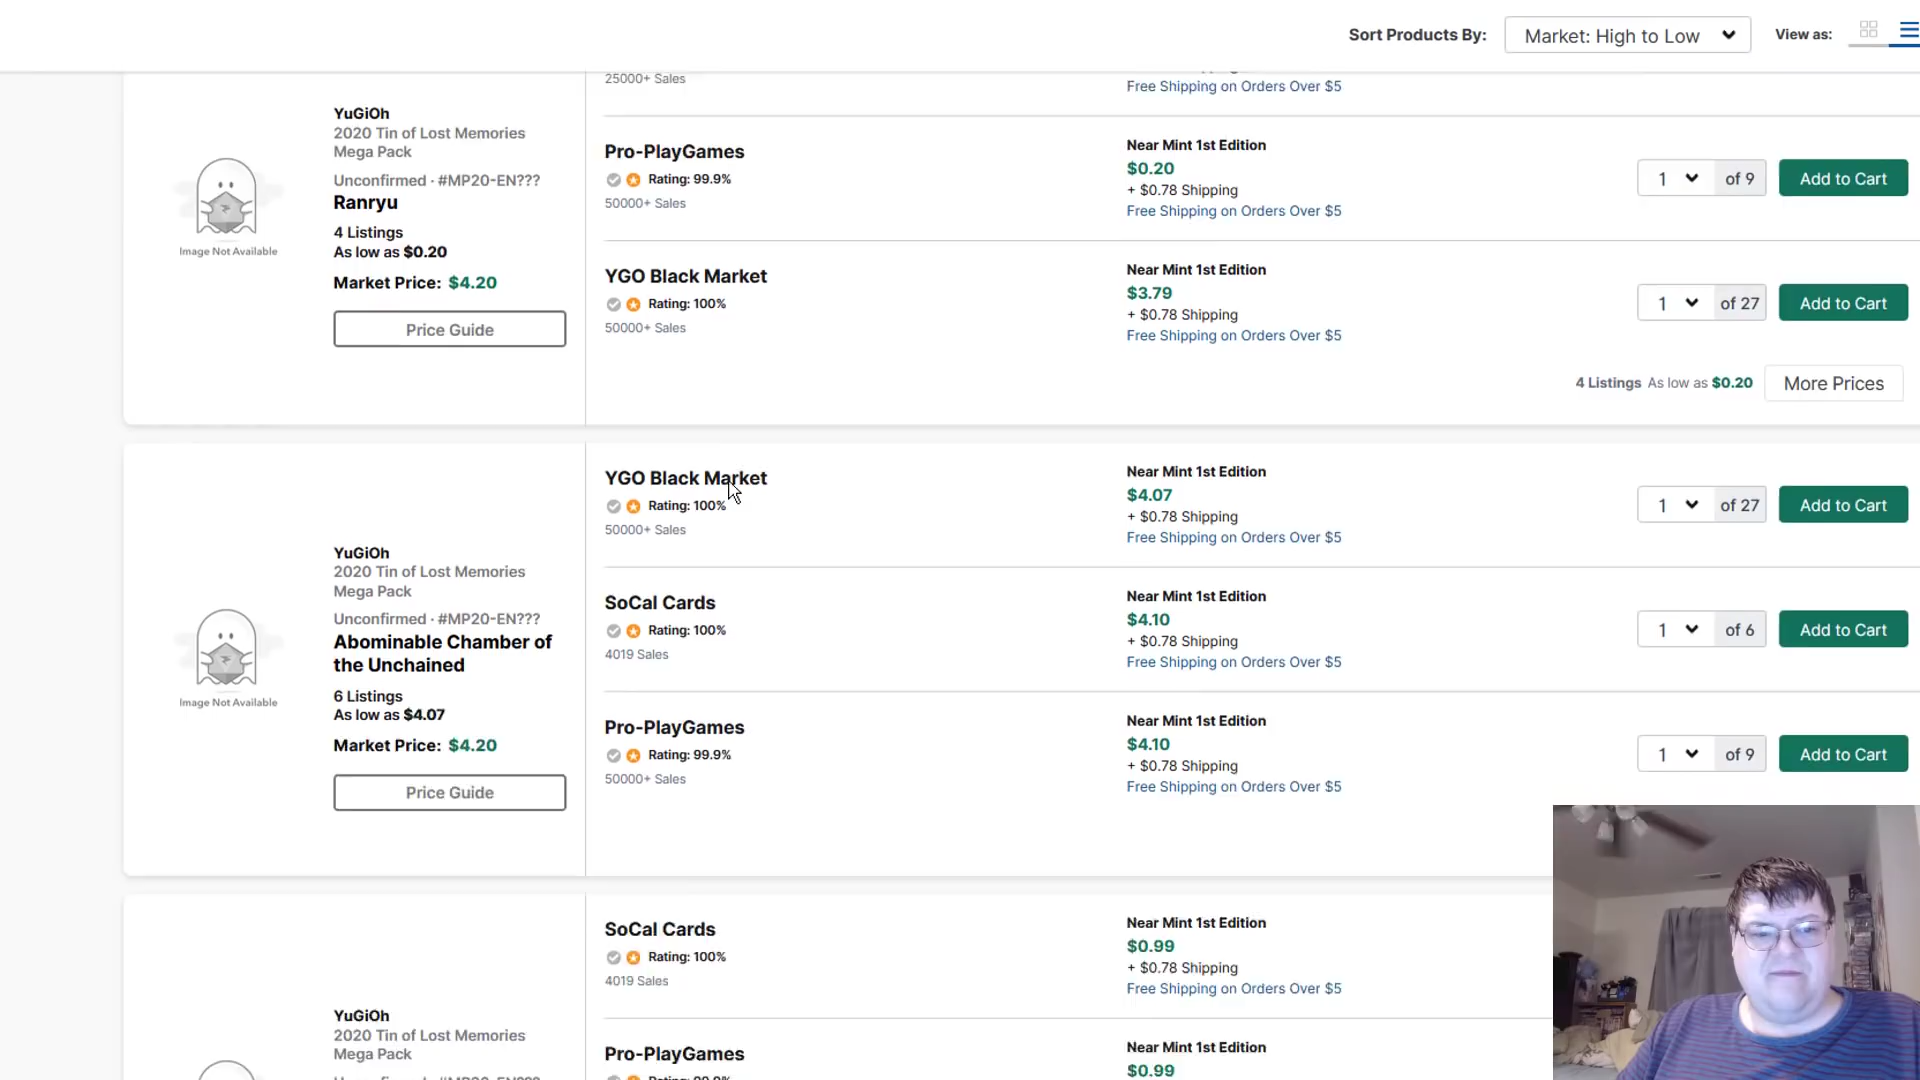 Sort Products By:
Market: High to Low
View as:
25000+ Sales
Free Shipping on Orders Over $5
YuGiOh
2020 Tin of Lost Memories
Mega Pack
Unconfirmed · #MP20-EN???
Ranryu
4 Listings
As low as $0.20
Market Price: $4.20
Price Guide
Image Not Available
Pro-PlayGames
Rating: 99.9%
50000+ Sales
Near Mint 1st Edition
$0.20
+ $0.78 Shipping
Free Shipping on Orders Over $5
1 of 9
Add to Cart
YGO Black Market
Rating: 100%
50000+ Sales
Near Mint 1st Edition
$3.79
+ $0.78 Shipping
Free Shipping on Orders Over $5
1 of 27
Add to Cart
4 Listings As low as $0.20
More Prices
YuGiOh
2020 Tin of Lost Memories
Mega Pack
Unconfirmed · #MP20-EN???
Abominable Chamber of
the Unchained
6 Listings
As low as $4.07
Market Price: $4.20
Price Guide
Image Not Available
YGO Black Market
Rating: 100%
50000+ Sales
Near Mint 1st Edition
$4.07
+ $0.78 Shipping
Free Shipping on Orders Over $5
1 of 27
Add to Cart
SoCal Cards
Rating: 100%
4019 Sales
Near Mint 1st Edition
$4.10
+ $0.78 Shipping
Free Shipping on Orders Over $5
1 of 6
Add to Cart
Pro-PlayGames
Rating: 99.9%
50000+ Sales
Near Mint 1st Edition
$4.10
+ $0.78 Shipping
Free Shipping on Orders Over $5
1 of 9
Add to Cart
YuGiOh
2020 Tin of Lost Memories
Mega Pack
SoCal Cards
Rating: 100%
4019 Sales
Near Mint 1st Edition
$0.99
+ $0.78 Shipping
Free Shipping on Orders Over $5
Pro-PlayGames
Near Mint 1st Edition
$0.99